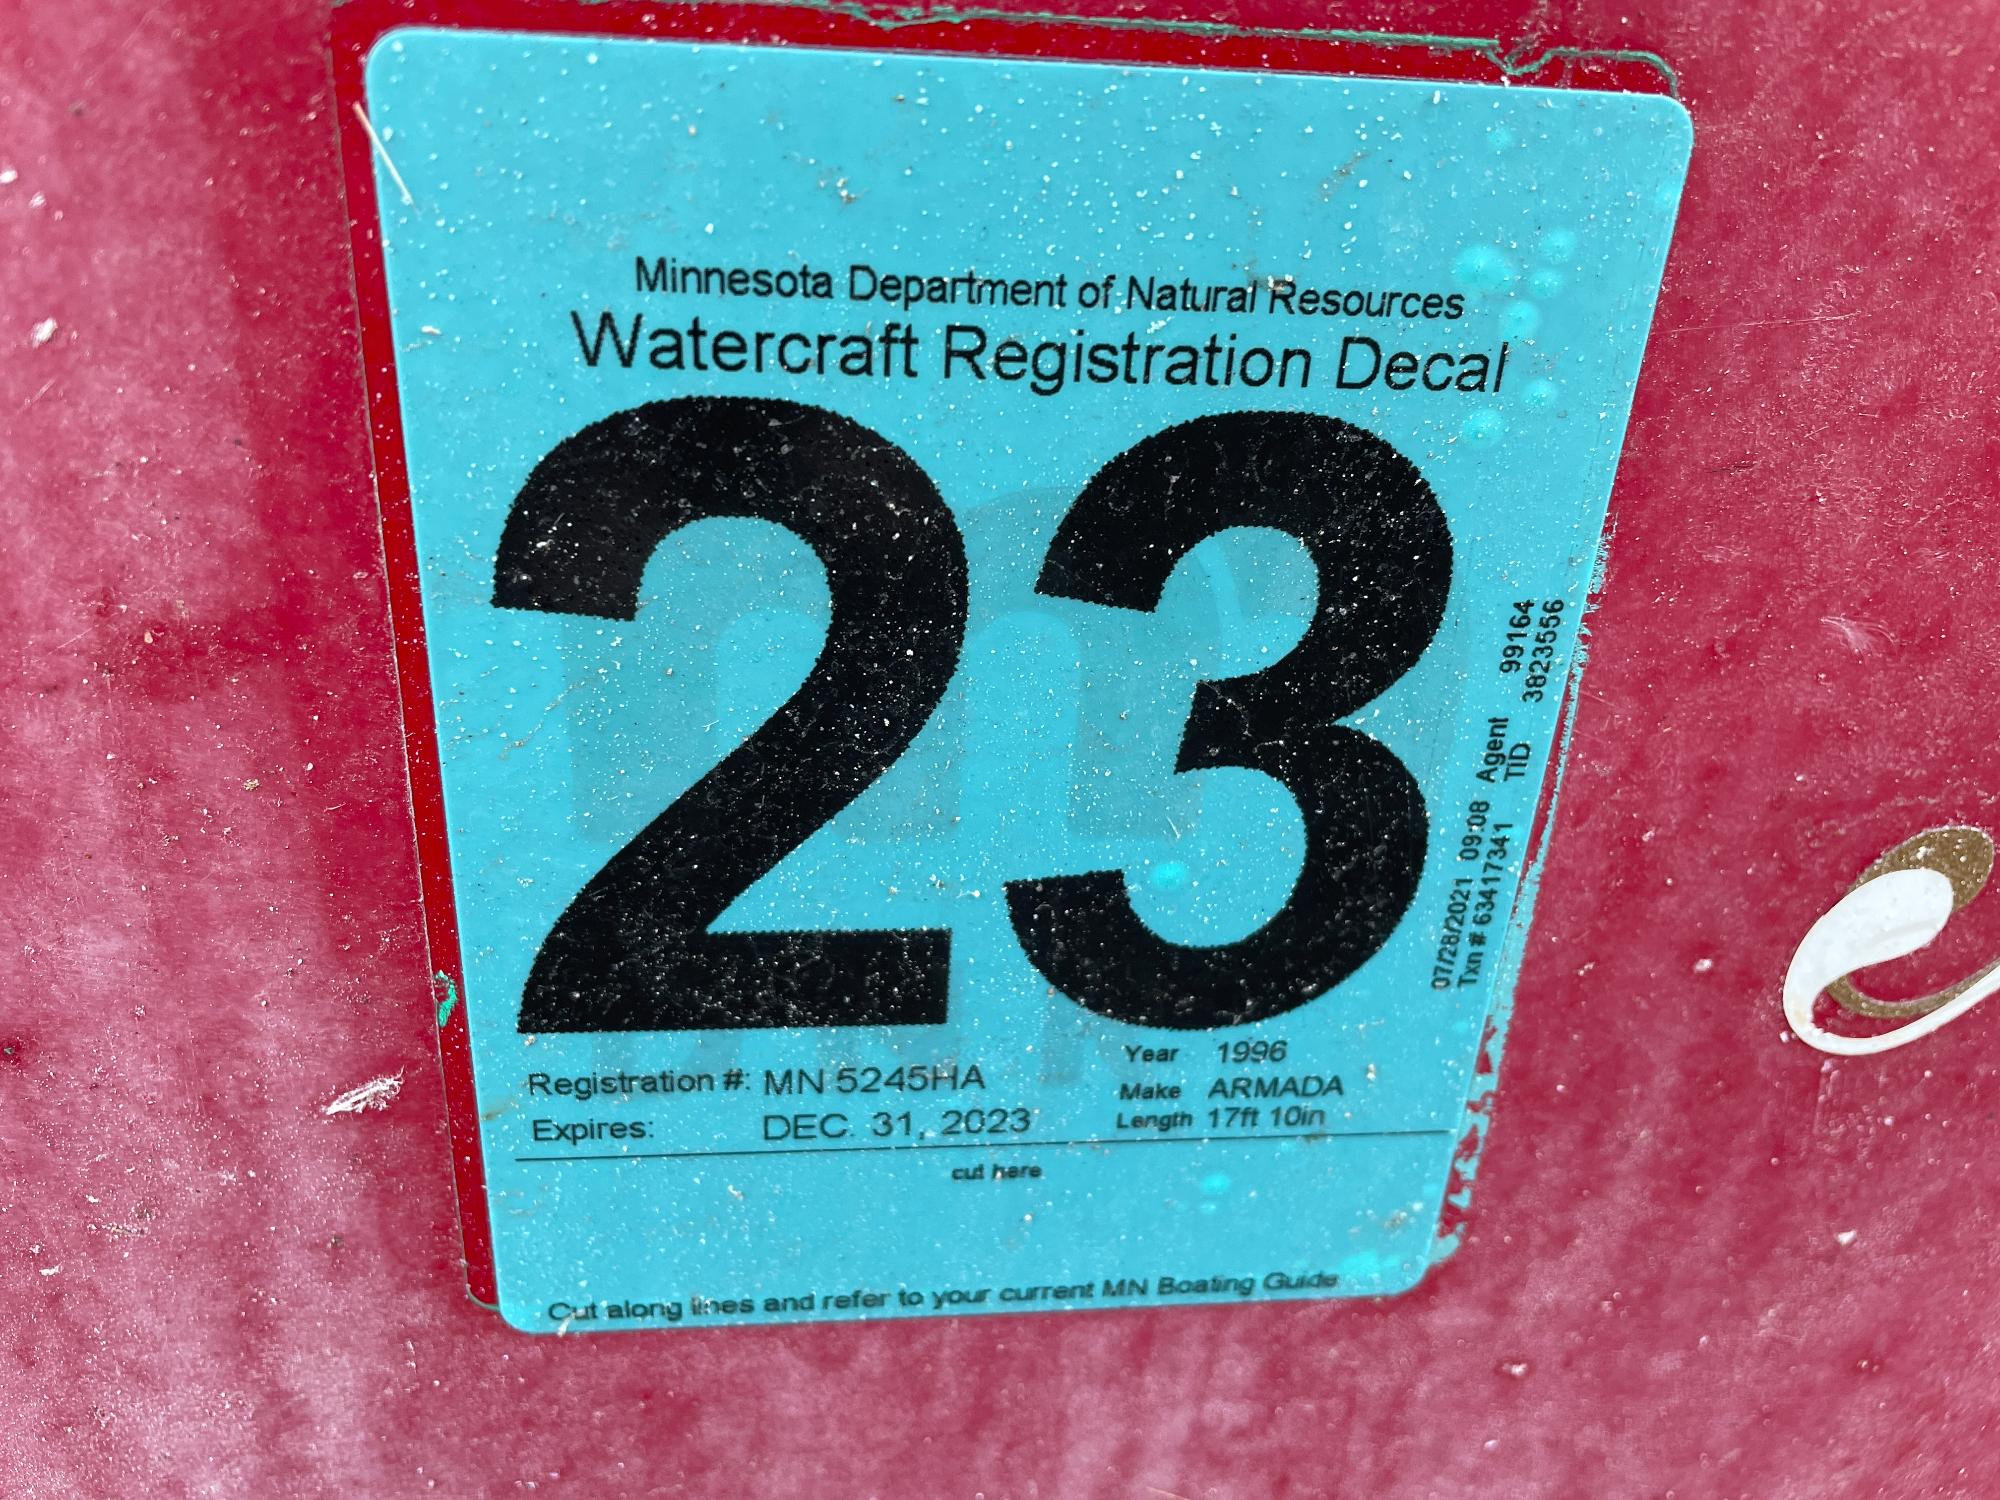 Minnesota Department of Natural Resources
Watercraft Registration Decal
23
Registration #: MN 5245HA
Expires: DEC. 31, 2023
Year 1996
Make ARMADA
Length 17ft 10in
cut here
Cut along lines and refer to your current MN Boating Guide
07/28/2021 09:08 Agent 99164
Txn # 63417341 TID 3823556